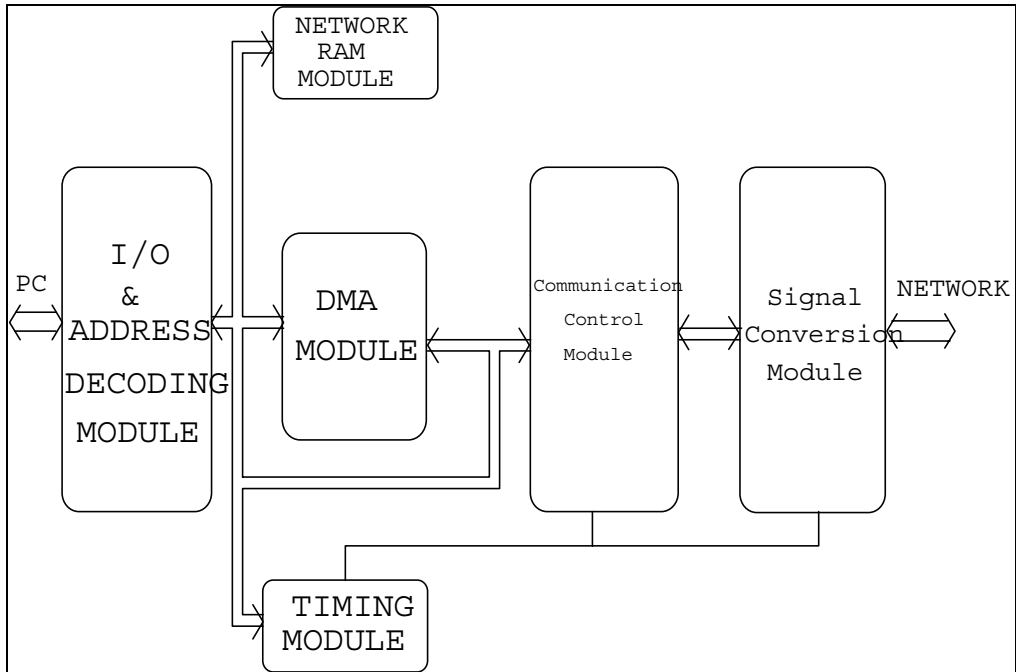 NETWORK
RAM
MODULE
PC
I/O
&
ADDRESS
DECODING
MODULE
DMA
MODULE
Communication
Control
Module
Signal
Conversion
Module
NETWORK
TIMING
MODULE